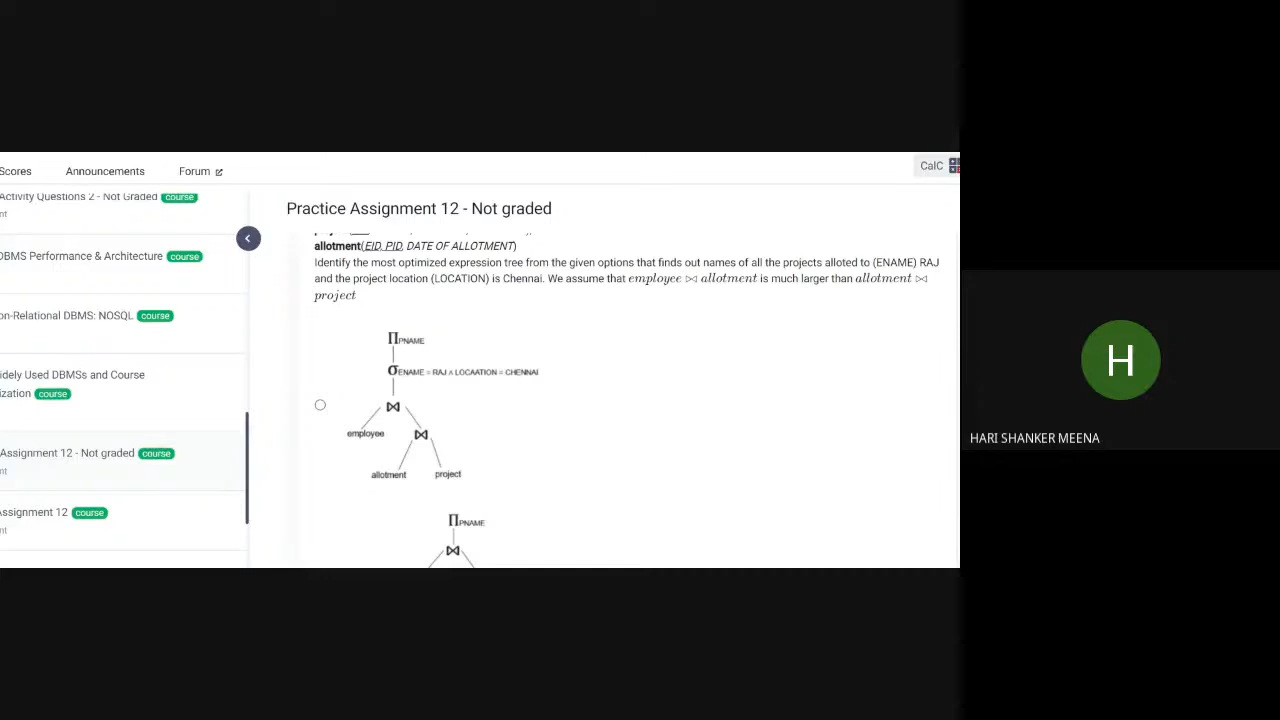 Scores Announcements Forum
CalC
Activity Questions 2 - Not Graded course
nt
DBMS Performance & Architecture course
on-Relational DBMS: NOSQL course
idely Used DBMSs and Course
ization course
Assignment 12 - Not graded course
nt
Assignment 12 course
nt
Practice Assignment 12 - Not graded
allotment(EID, PID, DATE OF ALLOTMENT)
Identify the most optimized expression tree from the given options that finds out names of all the projects alloted to (ENAME) RAJ
and the project location (LOCATION) is Chennai. We assume that employee ⋈ allotment is much larger than allotment ⋈
project
∏PNAME
σENAME = RAJ ∧ LOCAATION = CHENNAI
⋈
employee ⋈
allotment project
∏PNAME
⋈
H
HARI SHANKER MEENA